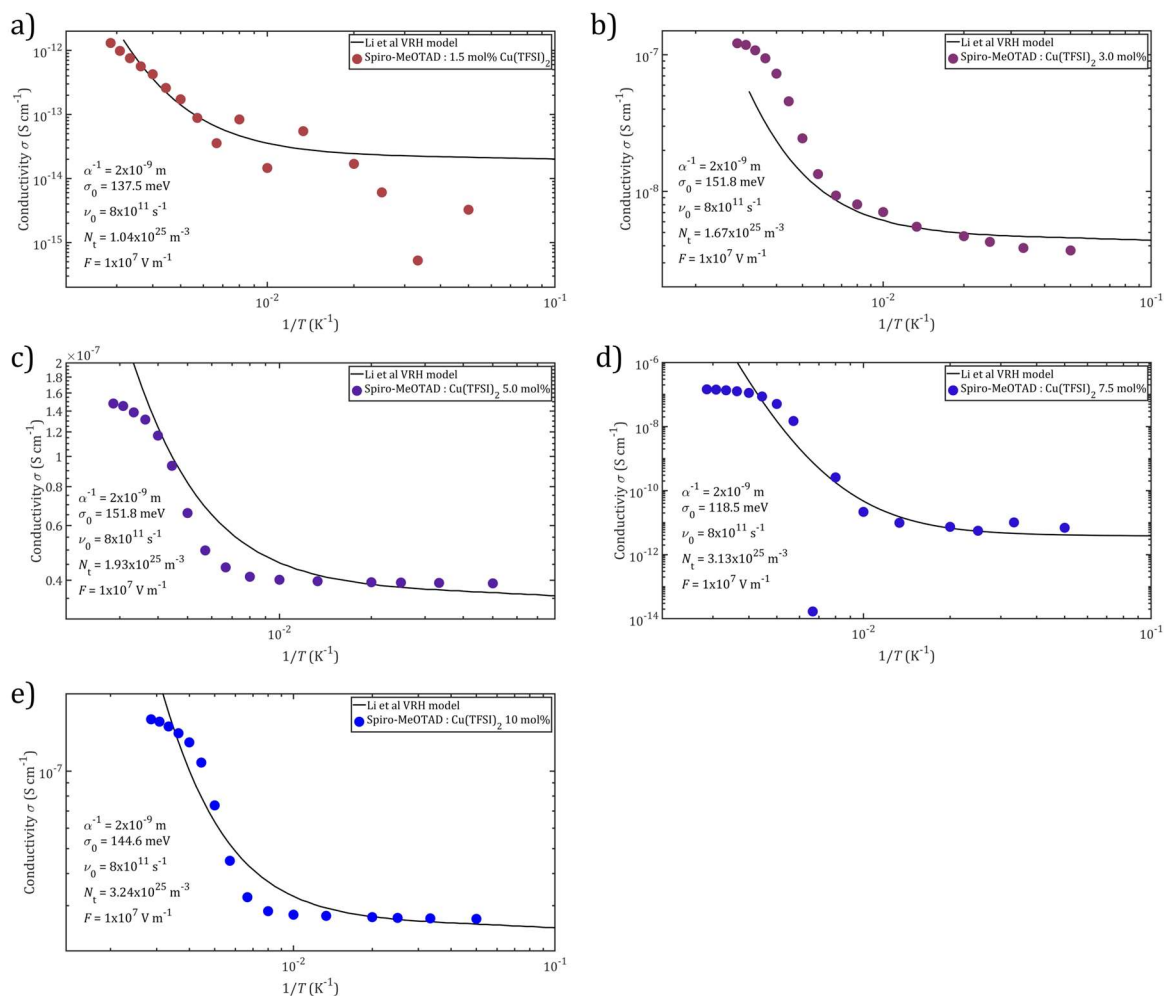 a)
Conductivity σ (S cm⁻¹)
10⁻¹²
10⁻¹³
10⁻¹⁴
10⁻¹⁵
Li et al VRH model
Spiro-MeOTAD : 1.5 mol% Cu(TFSI)₂
α⁻¹ = 2x10⁻⁹ m
σ₀ = 137.5 meV
ν₀ = 8x10¹¹ s⁻¹
Nₜ = 1.04x10²⁵ m⁻³
F = 1x10⁷ V m⁻¹
10⁻²
10⁻¹
1/T (K⁻¹)
b)
Conductivity σ (S cm⁻¹)
10⁻⁷
10⁻⁸
Li et al VRH model
Spiro-MeOTAD : Cu(TFSI)₂ 3.0 mol%
α⁻¹ = 2x10⁻⁹ m
σ₀ = 151.8 meV
ν₀ = 8x10¹¹ s⁻¹
Nₜ = 1.67x10²⁵ m⁻³
F = 1x10⁷ V m⁻¹
10⁻²
10⁻¹
1/T (K⁻¹)
c)
×10⁻⁷
Conductivity σ (S cm⁻¹)
2
1.8
1.6
1.4
1.2
1
0.8
0.6
0.4
Li et al VRH model
Spiro-MeOTAD : Cu(TFSI)₂ 5.0 mol%
α⁻¹ = 2x10⁻⁹ m
σ₀ = 151.8 meV
ν₀ = 8x10¹¹ s⁻¹
Nₜ = 1.93x10²⁵ m⁻³
F = 1x10⁷ V m⁻¹
10⁻²
1/T (K⁻¹)
d)
Conductivity σ (S cm⁻¹)
10⁻⁶
10⁻⁸
10⁻¹⁰
10⁻¹²
10⁻¹⁴
Li et al VRH model
Spiro-MeOTAD : Cu(TFSI)₂ 7.5 mol%
α⁻¹ = 2x10⁻⁹ m
σ₀ = 118.5 meV
ν₀ = 8x10¹¹ s⁻¹
Nₜ = 3.13x10²⁵ m⁻³
F = 1x10⁷ V m⁻¹
10⁻²
10⁻¹
1/T (K⁻¹)
e)
Conductivity σ (S cm⁻¹)
10⁻⁷
Li et al VRH model
Spiro-MeOTAD : Cu(TFSI)₂ 10 mol%
α⁻¹ = 2x10⁻⁹ m
σ₀ = 144.6 meV
ν₀ = 8x10¹¹ s⁻¹
Nₜ = 3.24x10²⁵ m⁻³
F = 1x10⁷ V m⁻¹
10⁻²
10⁻¹
1/T (K⁻¹)